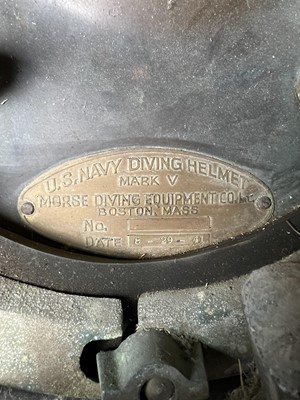 U.S. NAVY DIVING HELMET
MARK V
MORSE DIVING EQUIPMENT CO. INC
BOSTON, MASS
No.
DATE 8-29-41